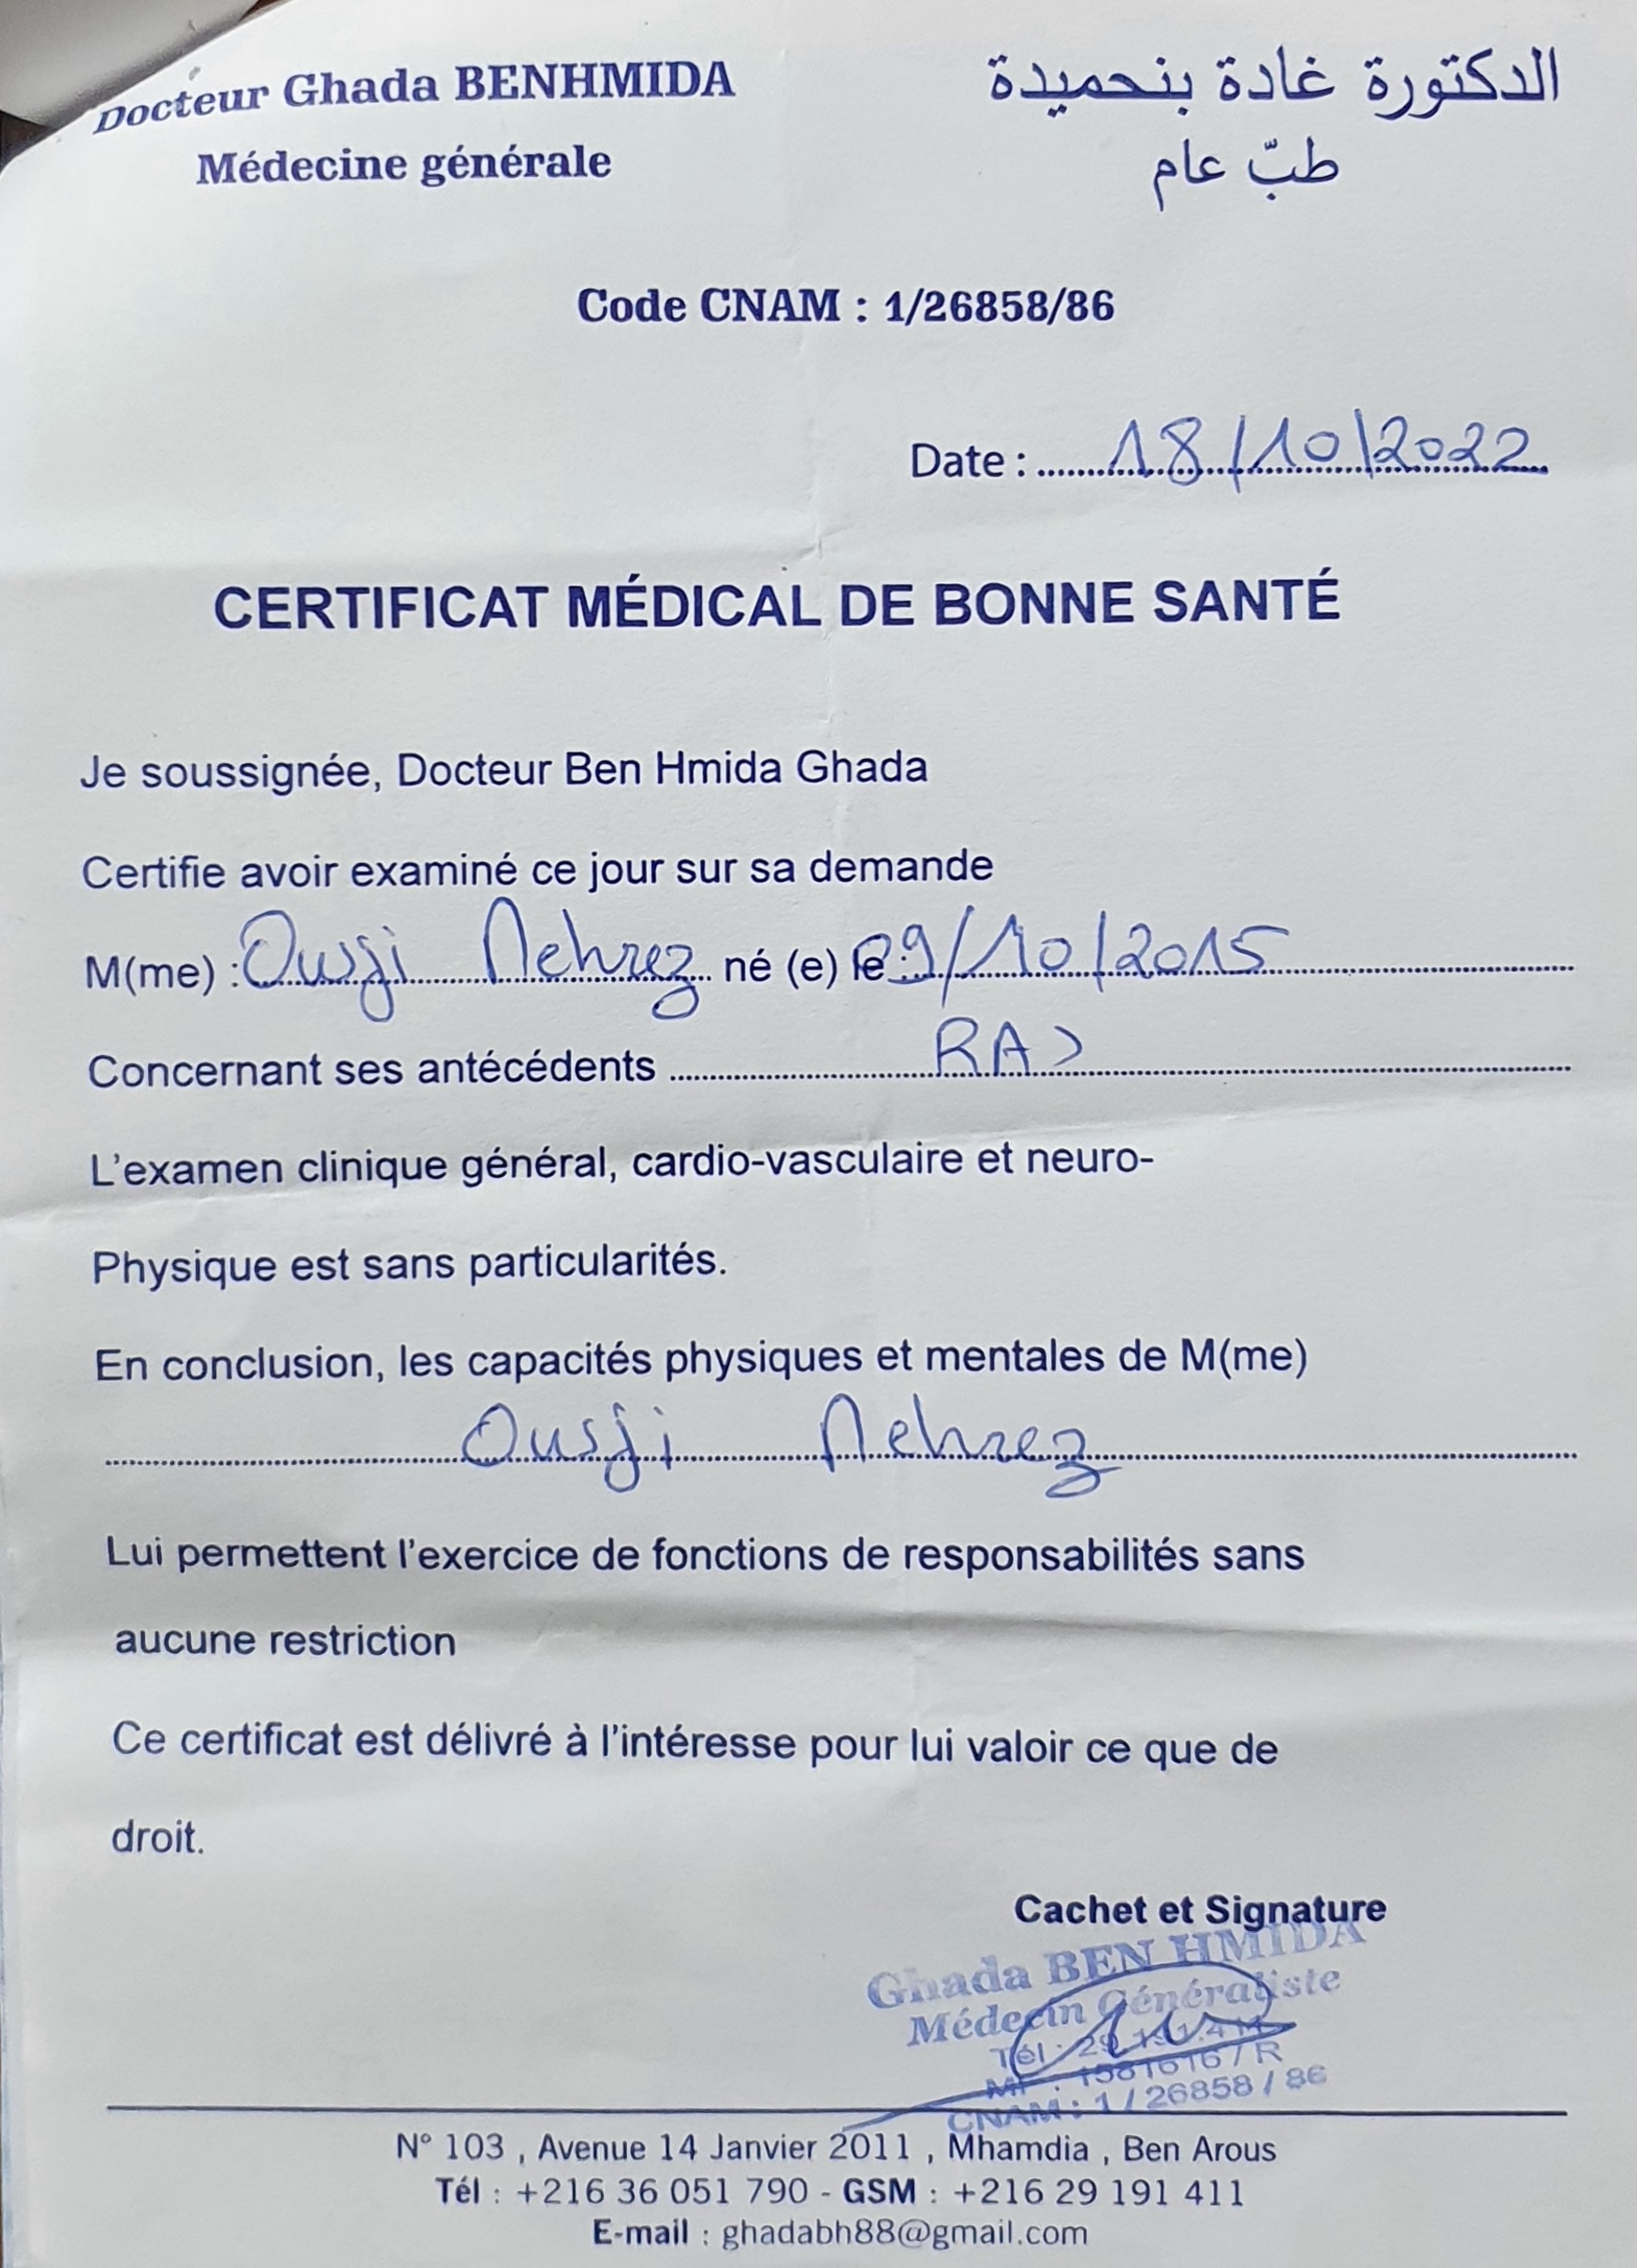 Docteur Ghada BENHMIDA
Médecine générale
الدكتورة غادة بنحميدة
طبّ عام
Code CNAM : 1/26858/86
Date : 18/10/2022
CERTIFICAT MÉDICAL DE BONNE SANTÉ
Je soussignée, Docteur Ben Hmida Ghada
Certifie avoir examiné ce jour sur sa demande
M(me) : Ousji Mehrez né (e) le : 09/10/2015
Concernant ses antécédents RAS
L'examen clinique général, cardio-vasculaire et neuro-
Physique est sans particularités.
En conclusion, les capacités physiques et mentales de M(me)
Ousji Mehrez
Lui permettent l'exercice de fonctions de responsabilités sans
aucune restriction
Ce certificat est délivré à l'intéresse pour lui valoir ce que de
droit.
Cachet et Signature
Ghada BEN HMIDA
Médecin Généraliste
Tél : 29.191.411
MF : 1581616 / R
CNAM : 1 / 26858 / 86
N° 103 , Avenue 14 Janvier 2011 , Mhamdia , Ben Arous
Tél : +216 36 051 790 - GSM : +216 29 191 411
E-mail : ghadabh88@gmail.com